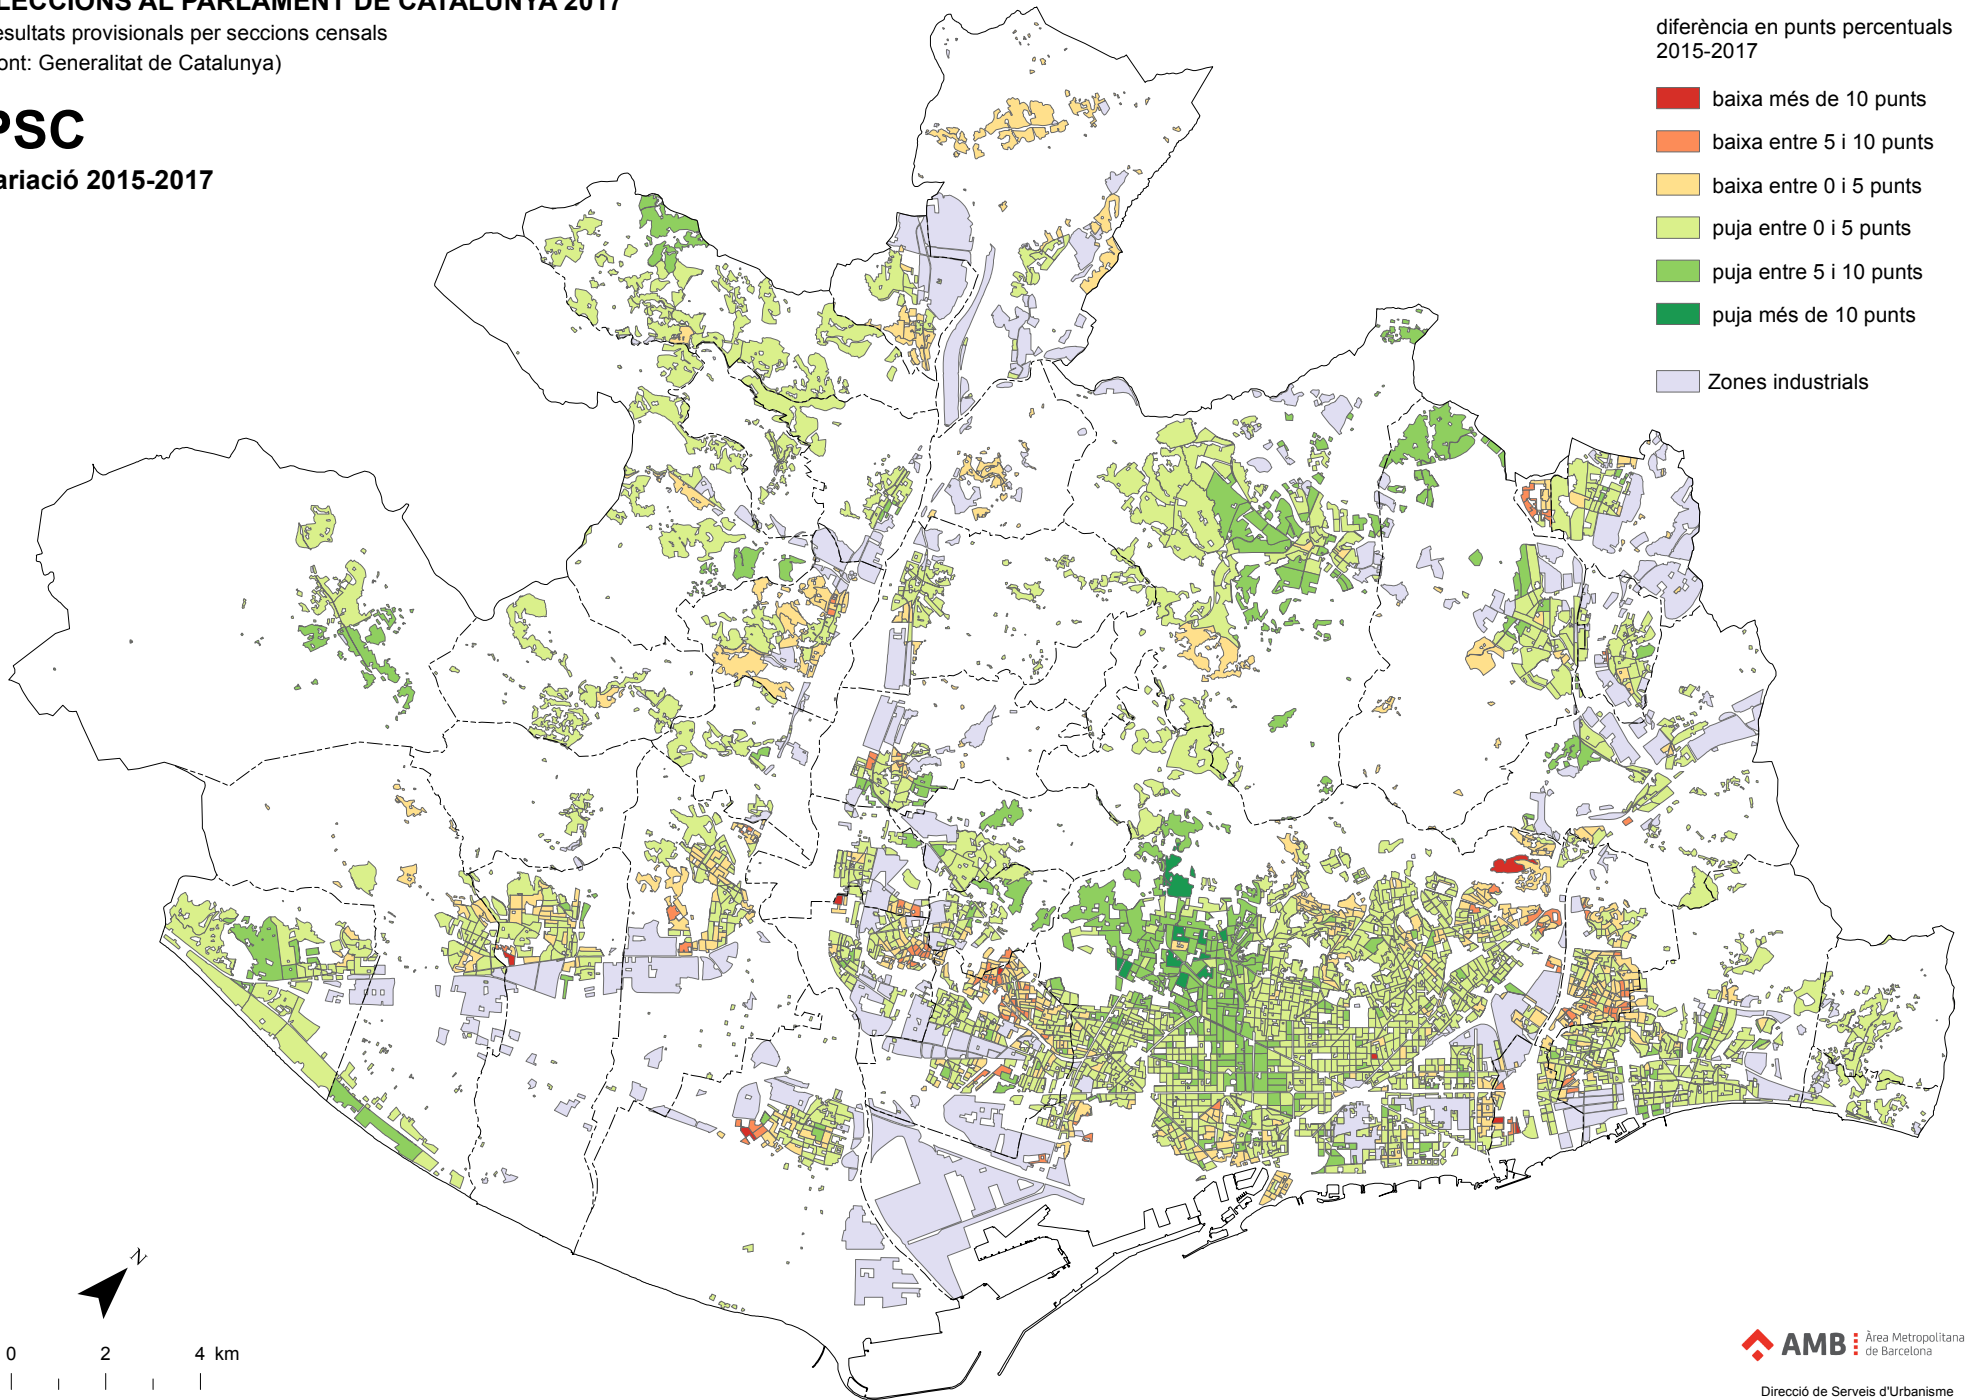 LECCIONS AL PARLAMENT DE CATALUNYA 2017
esultats provisionals per seccions censals
ont: Generalitat de Catalunya)
PSC
ariació 2015-2017
diferència en punts percentuals
2015-2017
baixa més de 10 punts
baixa entre 5 i 10 punts
baixa entre 0 i 5 punts
puja entre 0 i 5 punts
puja entre 5 i 10 punts
puja més de 10 punts
Zones industrials
N
0 2 4 km
AMB Àrea Metropolitana
de Barcelona
Direcció de Serveis d'Urbanisme